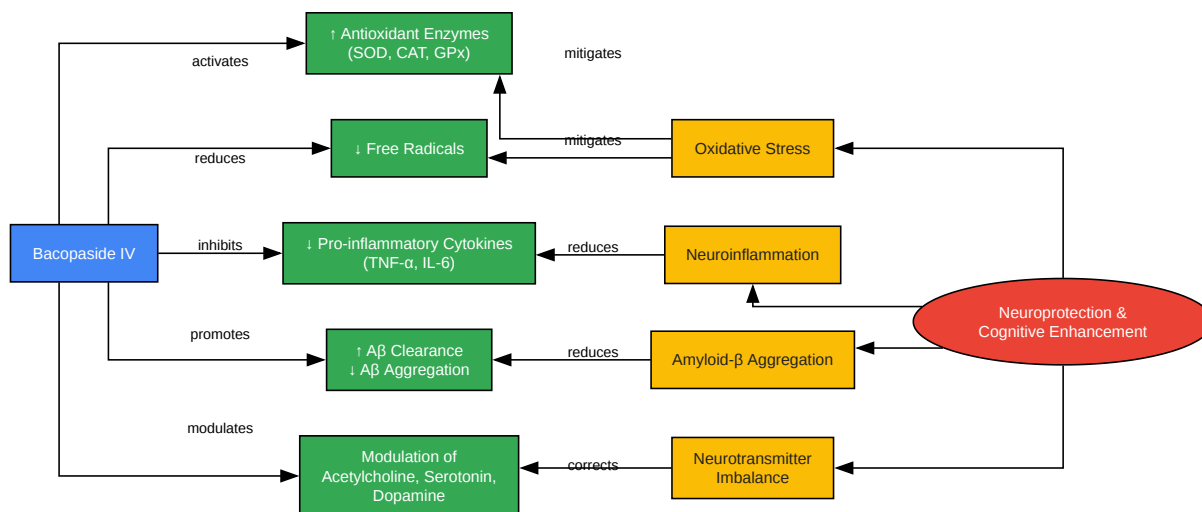 ↑ Antioxidant Enzymes
(SOD, CAT, GPx)
mitigates
activates
↓ Free Radicals
mitigates
Oxidative Stress
reduces
Bacopaside IV
inhibits
↓ Pro-inflammatory Cytokines
(TNF-α, IL-6)
reduces
Neuroinflammation
Neuroprotection &
Cognitive Enhancement
promotes
↑ Aβ Clearance
↓ Aβ Aggregation
reduces
Amyloid-β Aggregation
modulates
Modulation of
Acetylcholine, Serotonin,
Dopamine
corrects
Neurotransmitter
Imbalance